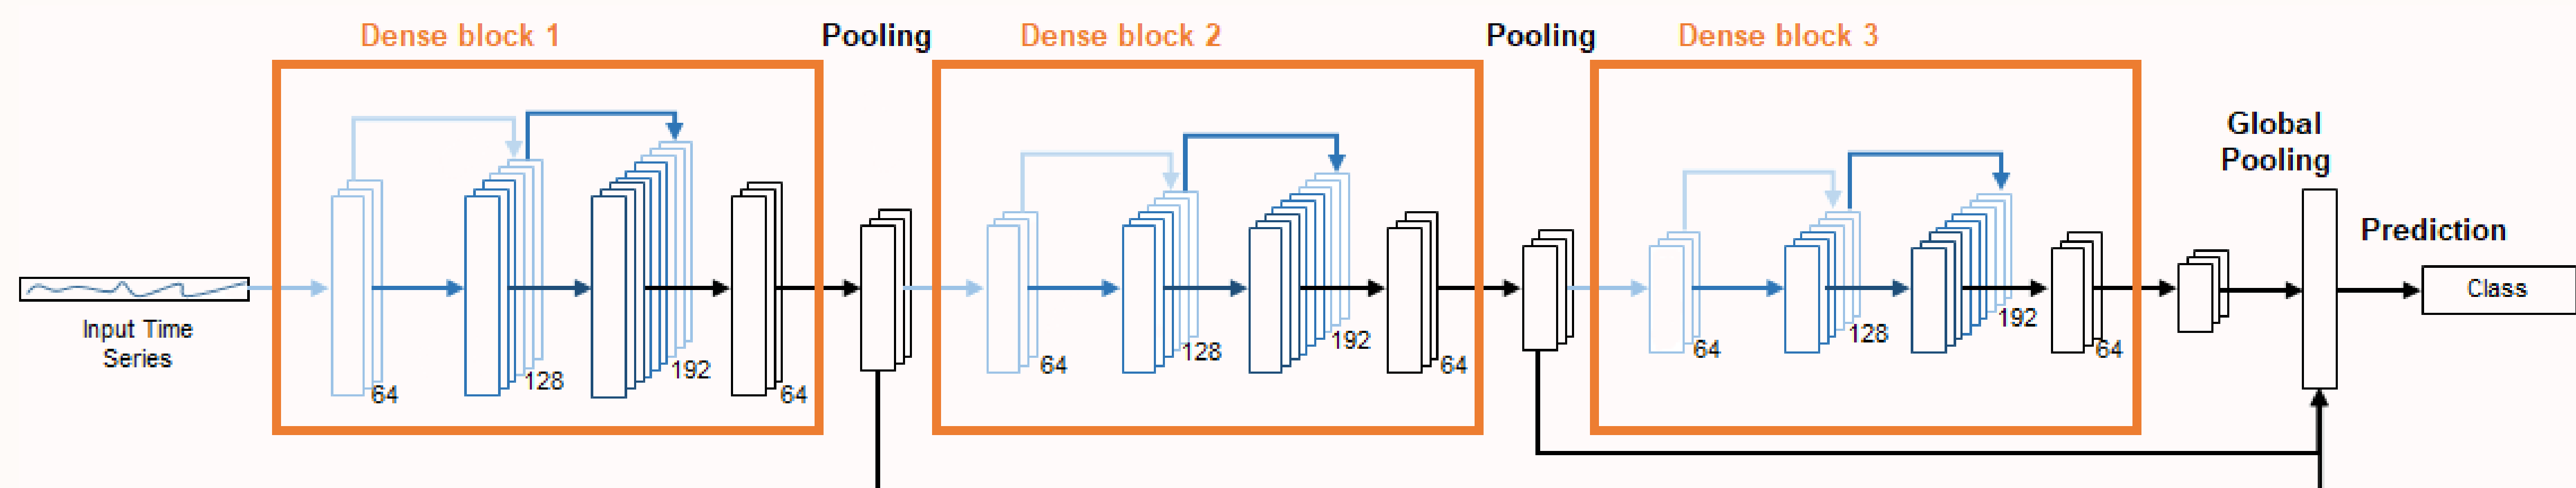 Dense block 1
Pooling
Dense block 2
Pooling
Dense block 3
Global
Pooling
Prediction
Class
Input Time
Series
64
128
192
64
64
128
192
64
64
128
192
64